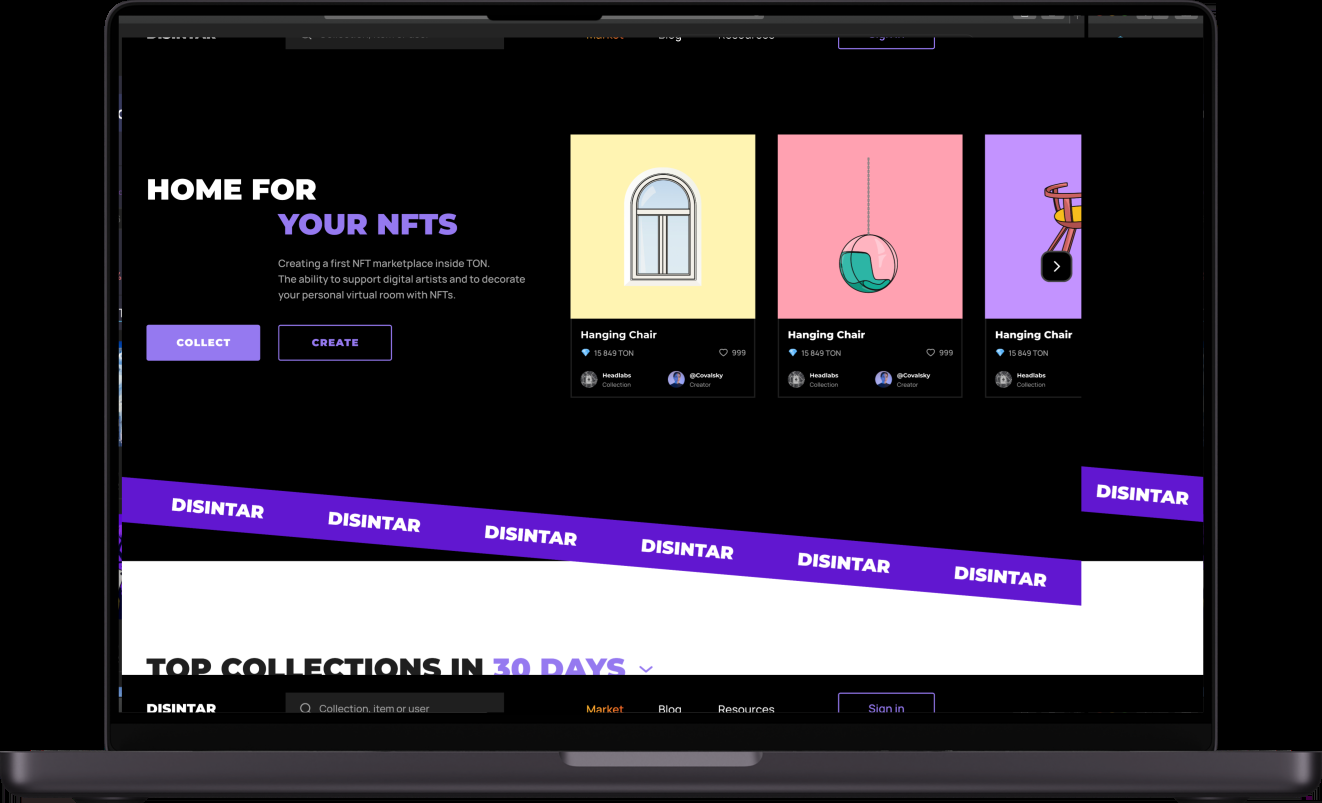 DISINTAR
Market
Blog
Resources
HOME FOR
YOUR NFTS
Creating a first NFT marketplace inside TON.
The ability to support digital artists and to decorate
your personal virtual room with NFTs.
COLLECT
CREATE
Hanging Chair
15 849 TON
999
Headlabs
Collection
@Covalsky
Creator
Hanging Chair
15 849 TON
999
Headlabs
Collection
@Covalsky
Creator
Hanging Chair
15 849 TON
Headlabs
Collection
DISINTAR
DISINTAR
DISINTAR
DISINTAR
DISINTAR
DISINTAR
DISINTAR
TOP COLLECTIONS IN 30 DAYS
DISINTAR
Collection, item or user
Market
Blog
Resources
Sign in